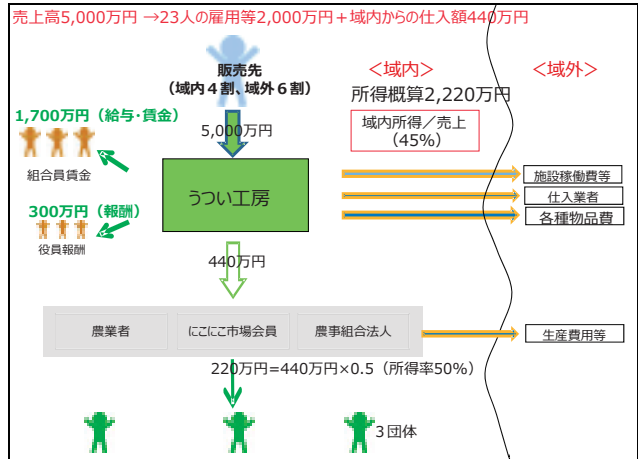 売上高5,000万円 →23人の雇用等2,000万円+域内からの仕入額440万円
販売先
(域内4割、域外6割)
<域内>
<域外>
所得概算2,220万円
1,700万円(給与・賃金)
5,000万円
域内所得/売上
(45%)
組合員賃金
うつい工房
施設稼働費等
仕入業者
各種物品費
300万円(報酬)
役員報酬
440万円
農業者
にこにこ市場会員
農事組合法人
生産費用等
220万円=440万円×0.5(所得率50%)
3団体